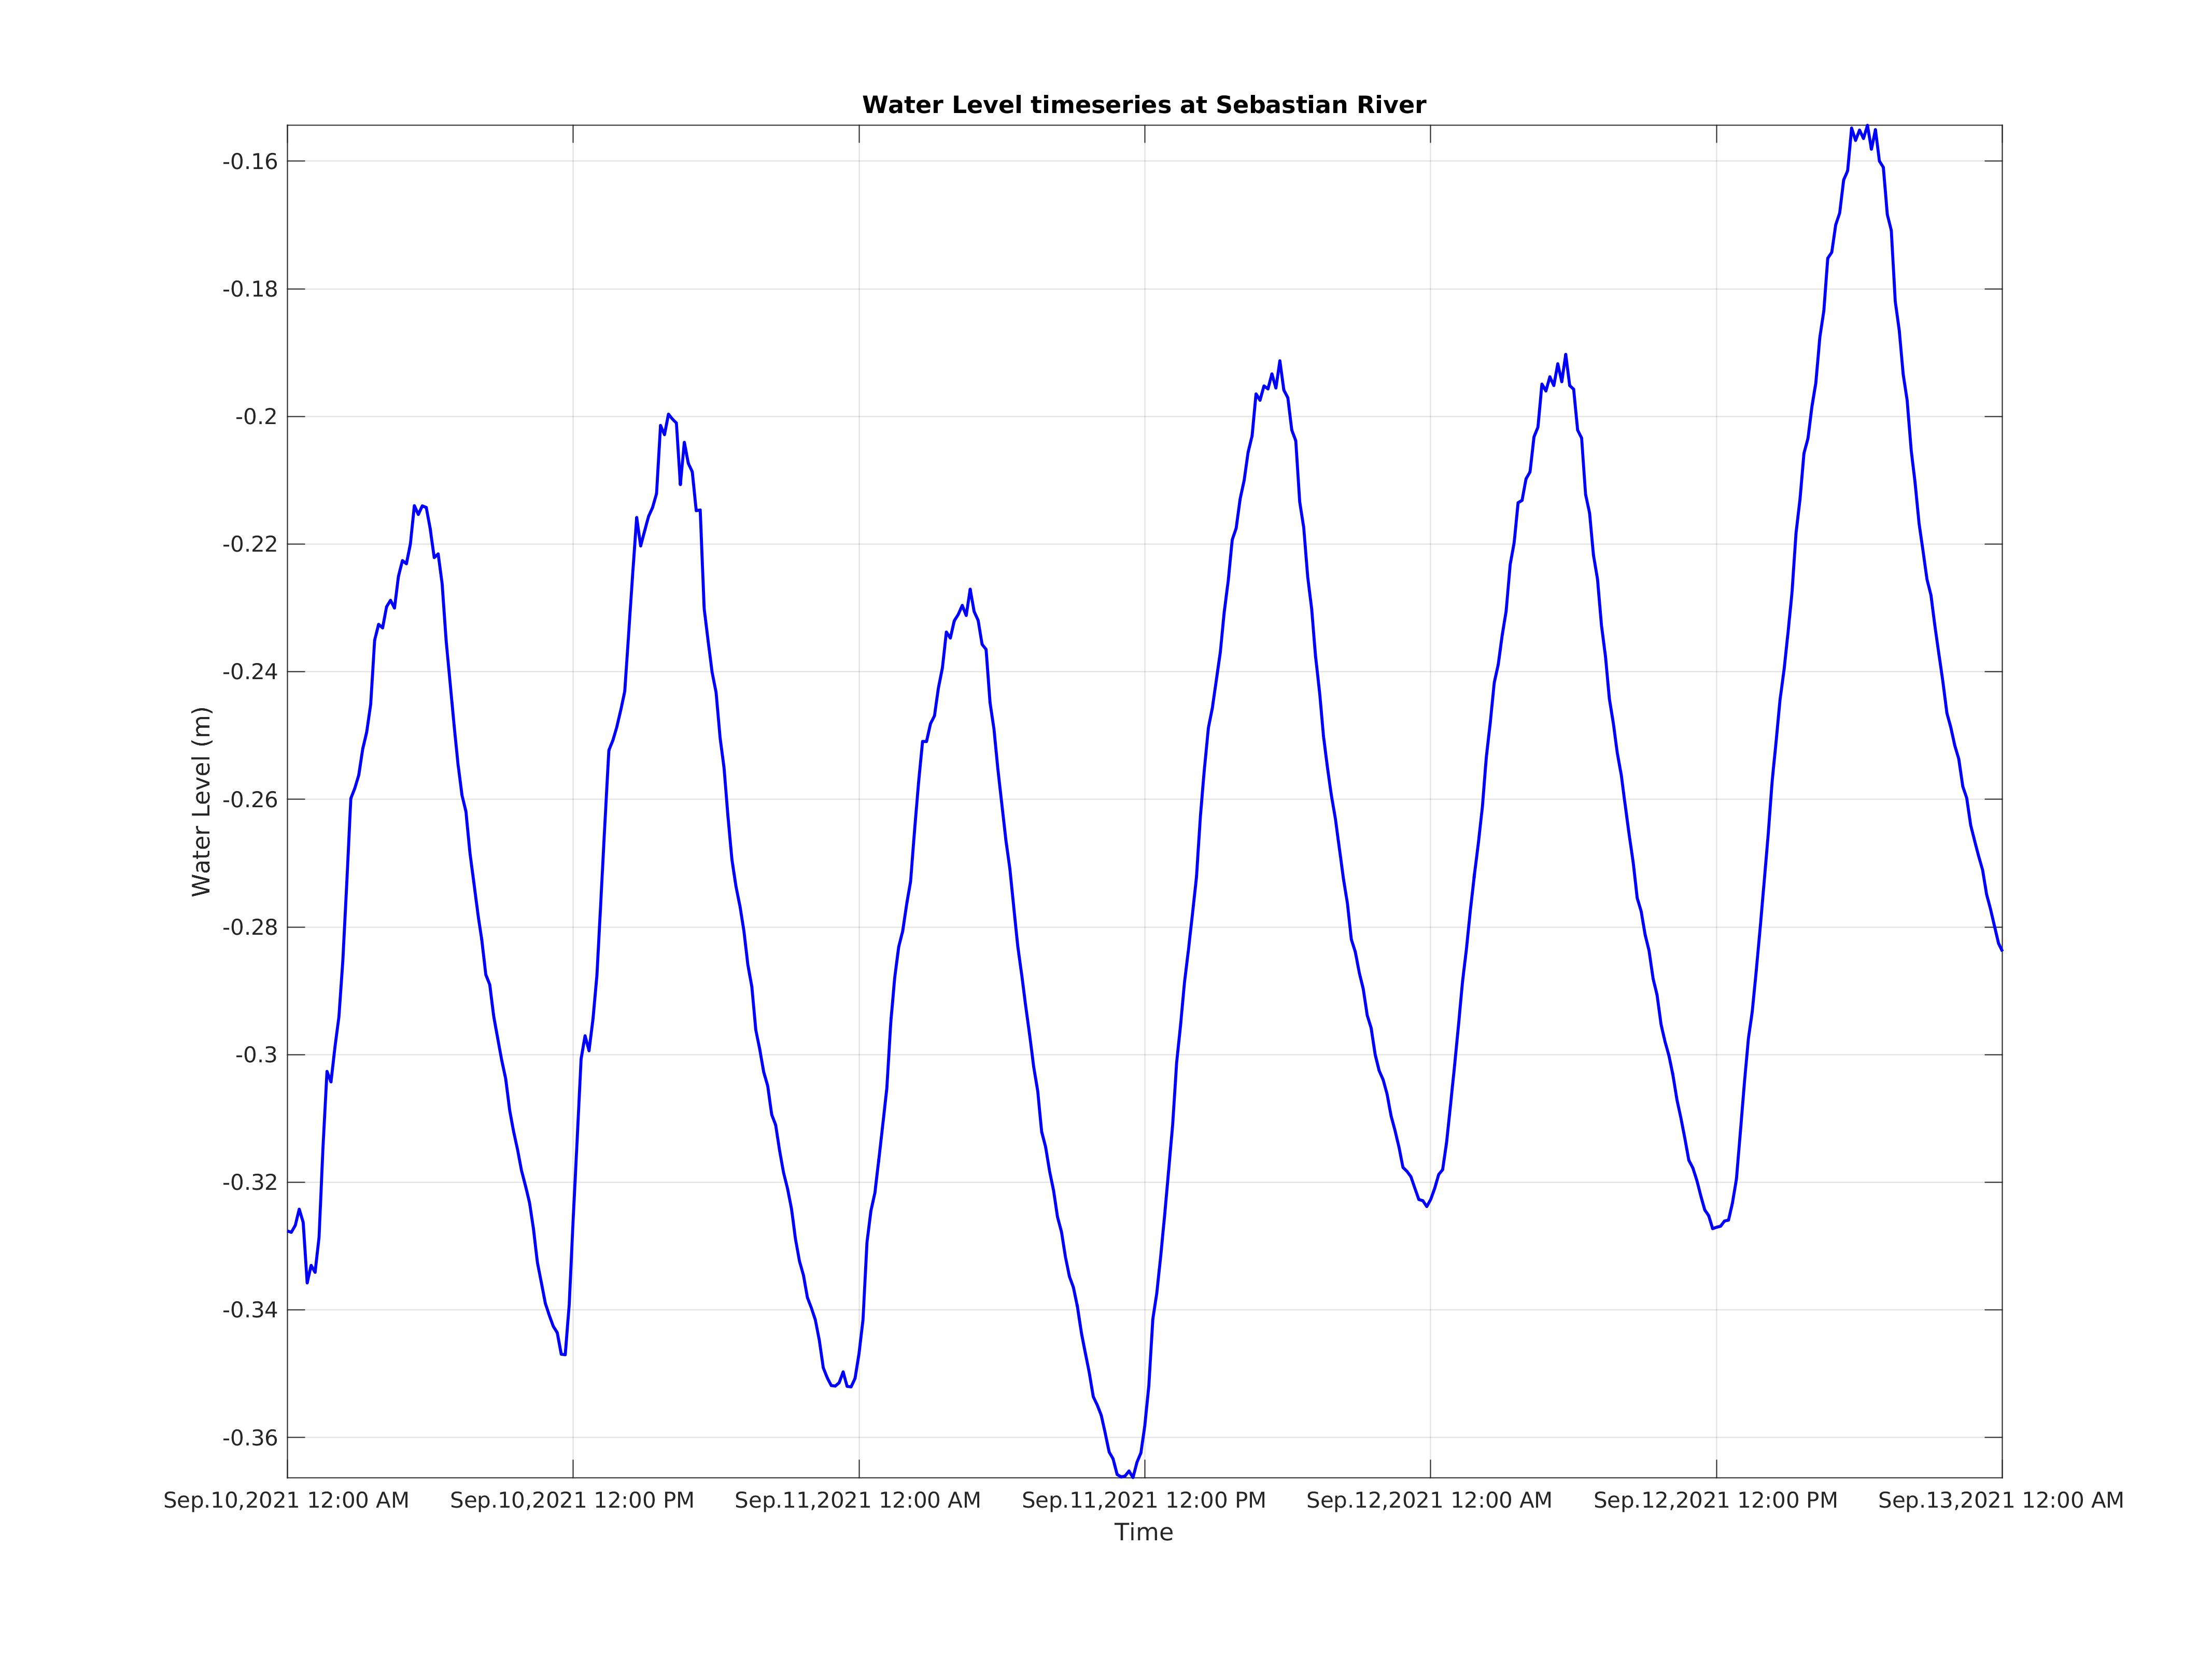 Water Level timeseries at Sebastian River
-0.16
-0.18
-0.2
-0.22
-0.24
-0.26
-0.28
-0.3
-0.32
-0.34
-0.36
Water Level (m)
Sep.10,2021 12:00 AM Sep.10,2021 12:00 PM Sep.11,2021 12:00 AM Sep.11,2021 12:00 PM Sep.12,2021 12:00 AM Sep.12,2021 12:00 PM Sep.13,2021 12:00 AM
Time